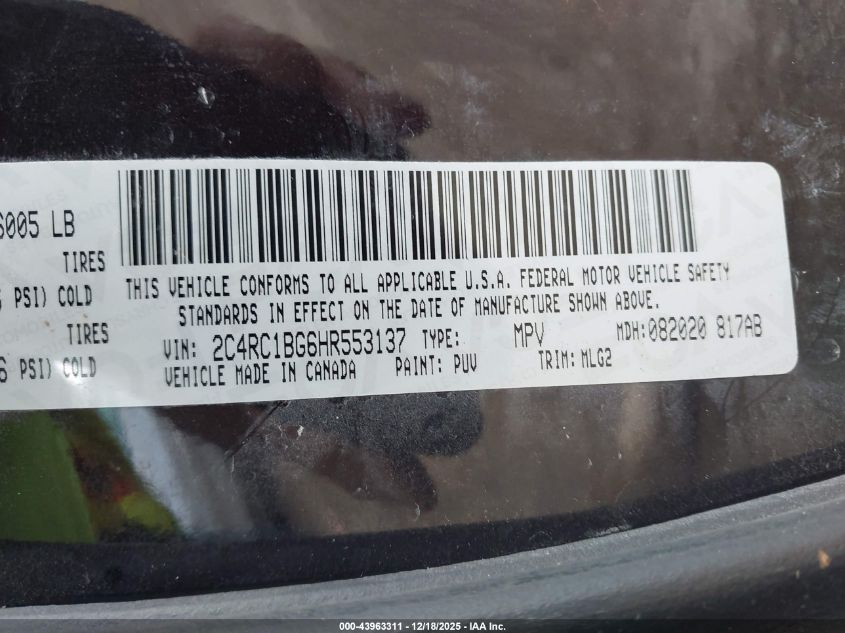 6005 LB
TIRES
PSI) COLD
TIRES
6 PSI) COLD
THIS VEHICLE CONFORMS TO ALL APPLICABLE U.S.A. FEDERAL MOTOR VEHICLE SAFETY
STANDARDS IN EFFECT ON THE DATE OF MANUFACTURE SHOWN ABOVE.
VIN: 2C4RC1BG6HR553137 TYPE: MPV MDH:082020 817AB
VEHICLE MADE IN CANADA PAINT: PUV TRIM: MLG2
000-43963311 - 12/18/2025 - IAA Inc.